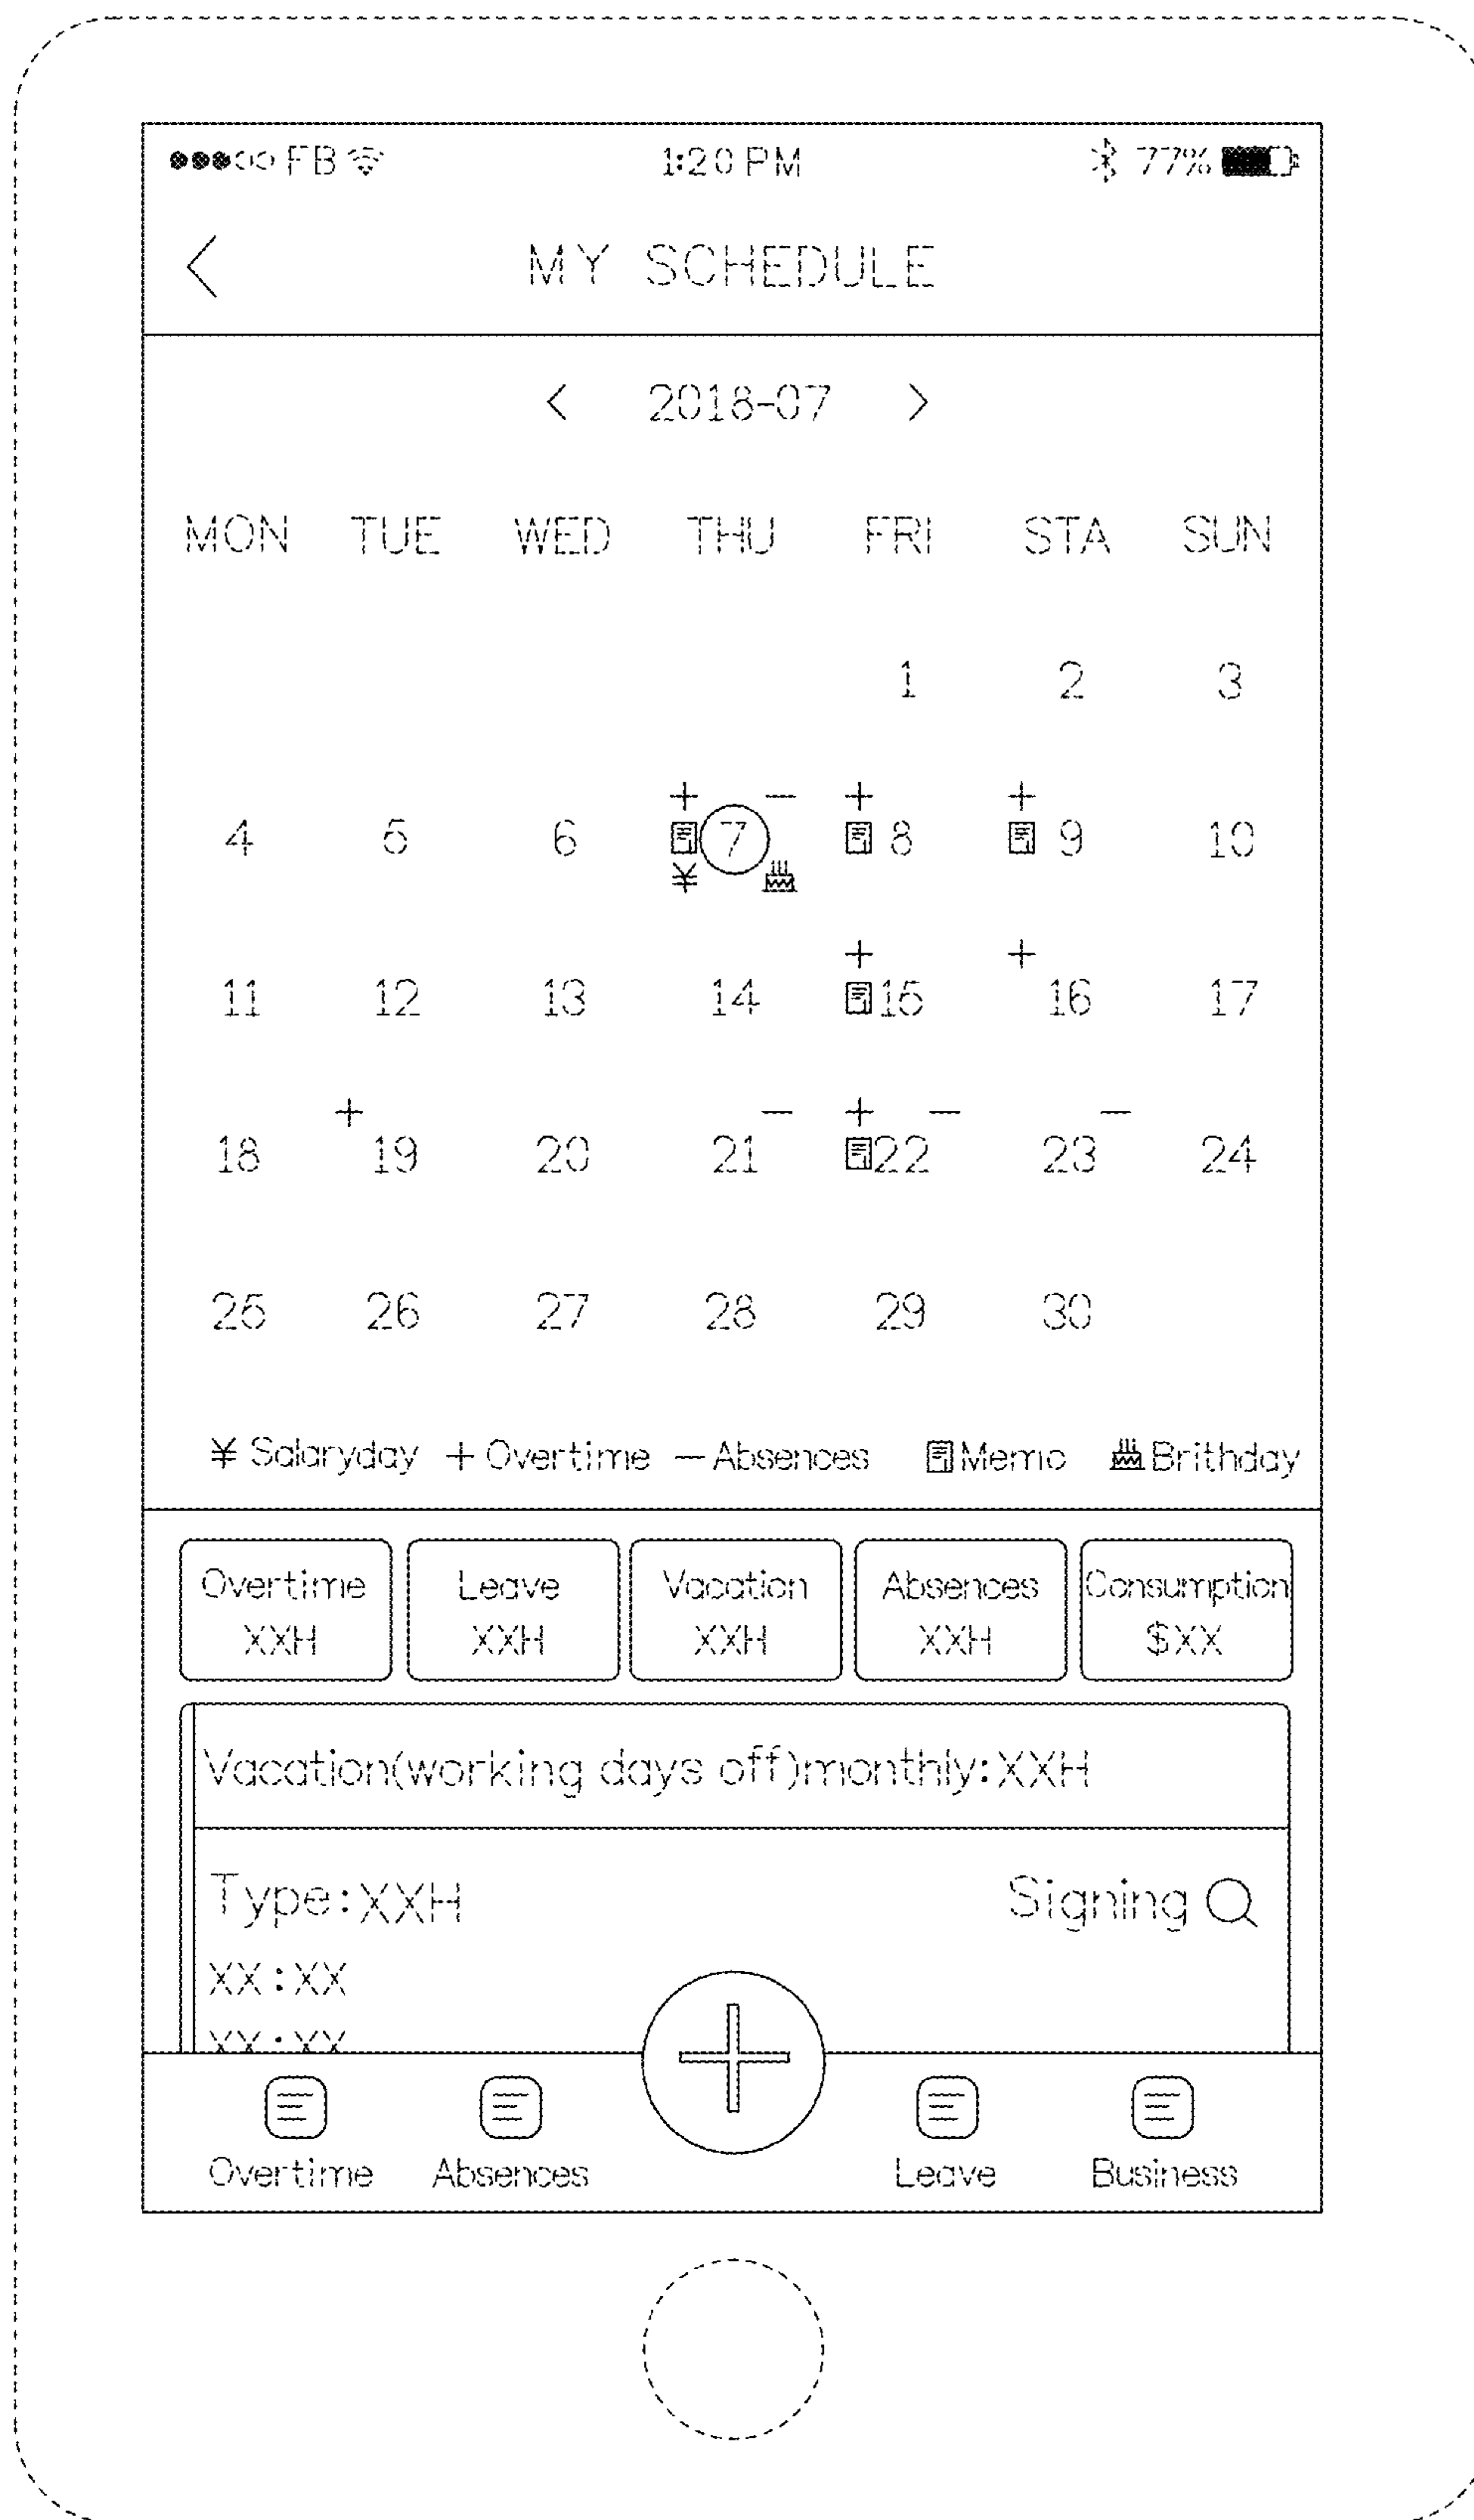 FB 1:20 PM 77%
MY SCHEDULE
< 2018-07 >
MON TUE WED THU FRI STA SUN
1 2 3
+ − + +
4 5 6 7 8 9 10
¥
+ +
11 12 13 14 15 16 17
+ − + − −
18 19 20 21 22 23 24
25 26 27 28 29 30
¥ Salaryday + Overtime − Absences Memo Brithday
Overtime Leave Vacation Absences Consumption
XXH XXH XXH XXH $XX
Vacation(working days off)monthly:XXH
Type:XXH Signing
XX:XX
XX:XX
Overtime Absences Leave Business